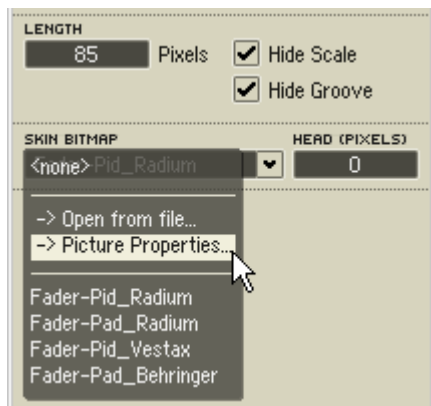 LENGTH
85 Pixels Hide Scale
Hide Groove
SKIN BITMAP HEAD (PIXELS)
<none> Fader-Pid_Radium 0
-> Open from file...
-> Picture Properties...
Fader-Pid_Radium
Fader-Pad_Radium
Fader-Pid_Vestax
Fader-Pad_Behringer